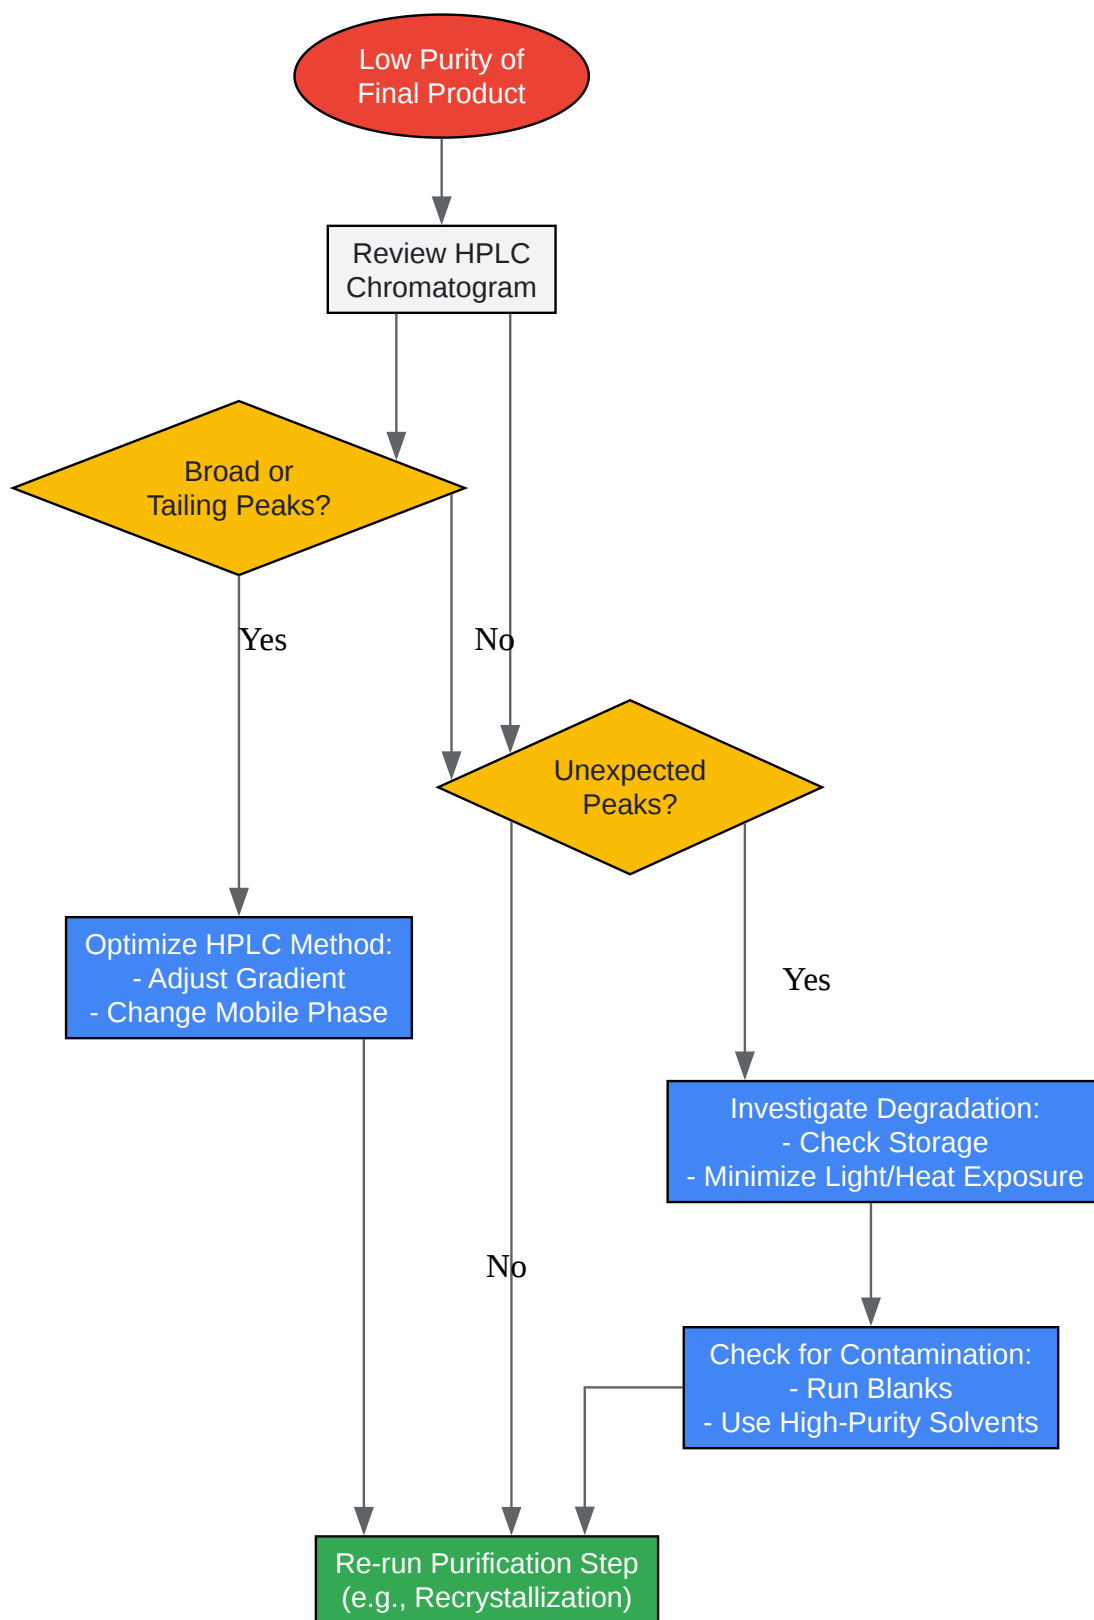 Low Purity of
Final Product
Review HPLC
Chromatogram
Broad or
Tailing Peaks?
Yes
No
Unexpected
Peaks?
Optimize HPLC Method:
- Adjust Gradient
- Change Mobile Phase
Yes
Investigate Degradation:
- Check Storage
- Minimize Light/Heat Exposure
No
Check for Contamination:
- Run Blanks
- Use High-Purity Solvents
Re-run Purification Step
(e.g., Recrystallization)